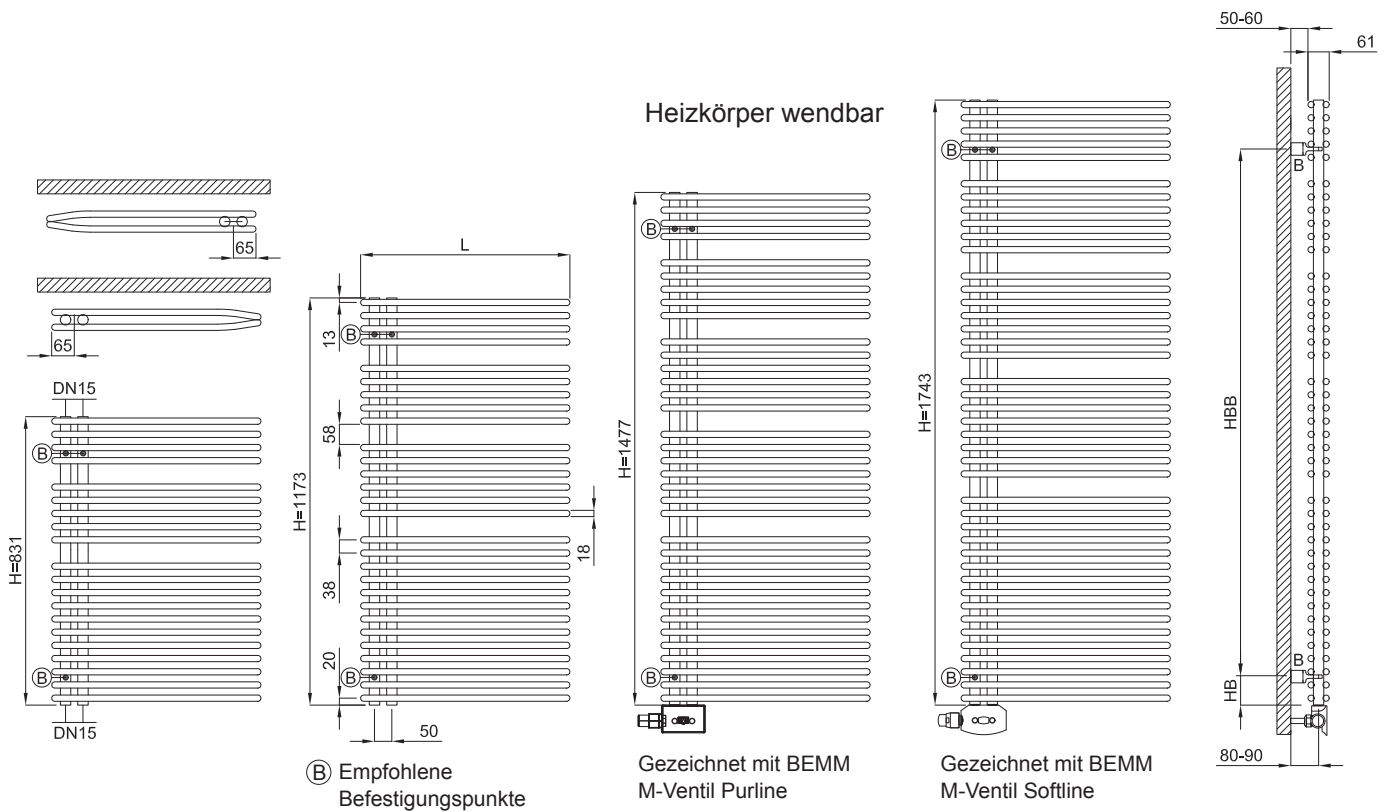 50-60
61
Heizkörper wendbar
B
B
65
L
B
65
13
B
DN15
58
H=1743
HBB
H=1477
B
H=1173
H=831
18
38
20
B
B
B
B
B
HB
DN15
50
80-90
B Empfohlene
Befestigungspunkte
Gezeichnet mit BEMM
M-Ventil Purline
Gezeichnet mit BEMM
M-Ventil Softline